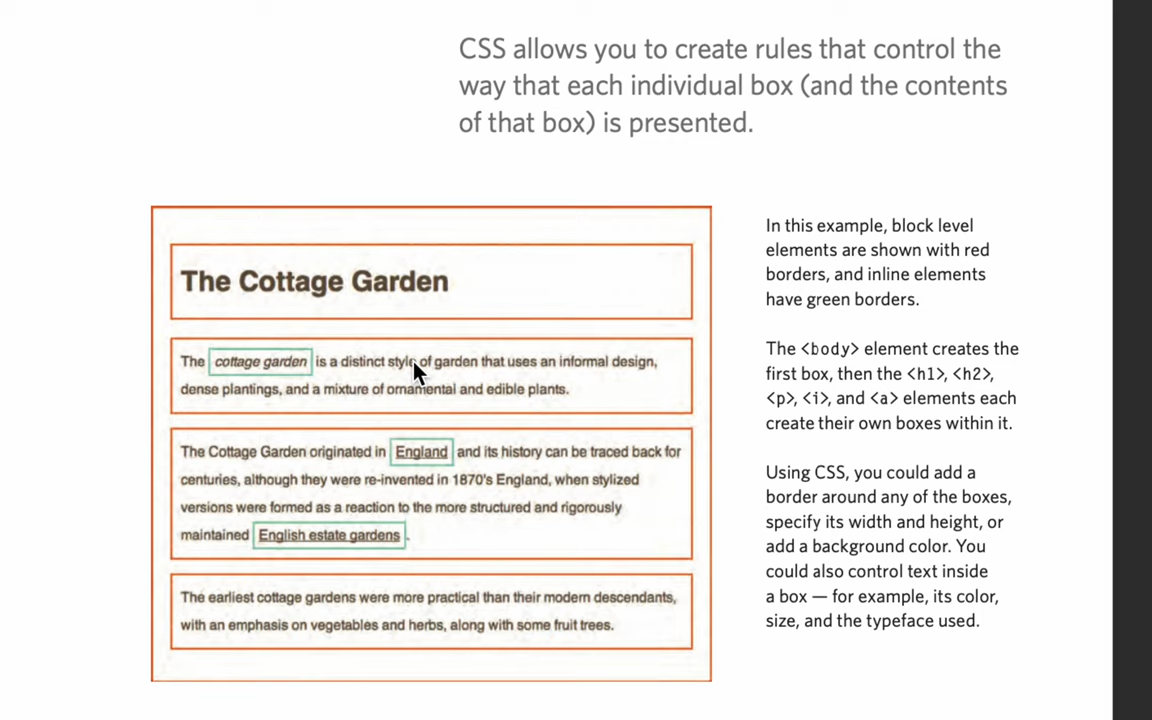 CSS allows you to create rules that control the
way that each individual box (and the contents
of that box) is presented.
The Cottage Garden
The cottage garden is a distinct style of garden that uses an informal design,
dense plantings, and a mixture of ornamental and edible plants.
The Cottage Garden originated in England and its history can be traced back for
centuries, although they were re-invented in 1870's England, when stylized
versions were formed as a reaction to the more structured and rigorously
maintained English estate gardens.
The earliest cottage gardens were more practical than their modern descendants,
with an emphasis on vegetables and herbs, along with some fruit trees.
In this example, block level
elements are shown with red
borders, and inline elements
have green borders.
The <body> element creates the
first box, then the <h1>, <h2>,
<p>, <i>, and <a> elements each
create their own boxes within it.
Using CSS, you could add a
border around any of the boxes,
specify its width and height, or
add a background color. You
could also control text inside
a box — for example, its color,
size, and the typeface used.